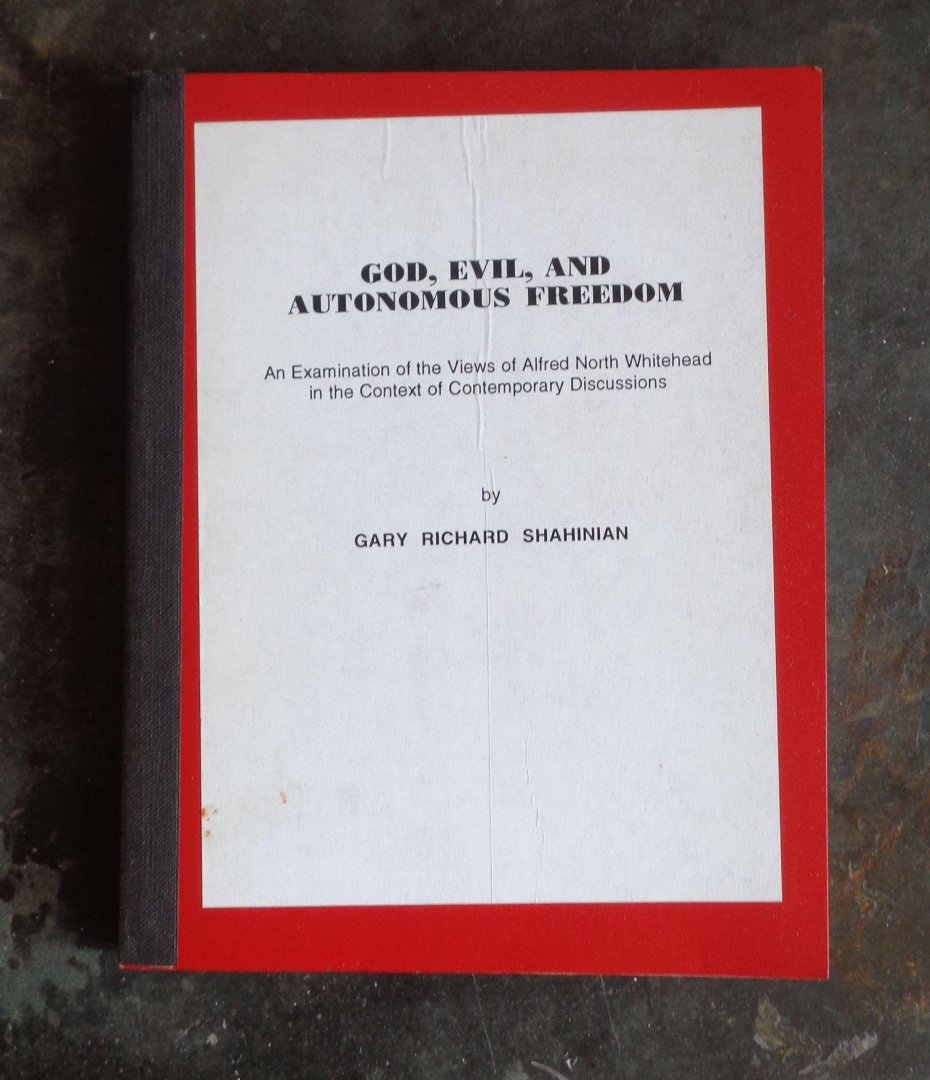 GOD, EVIL, AND
AUTONOMOUS FREEDOM
An Examination of the Views of Alfred North Whitehead
in the Context of Contemporary Discussions
by
GARY RICHARD SHAHINIAN